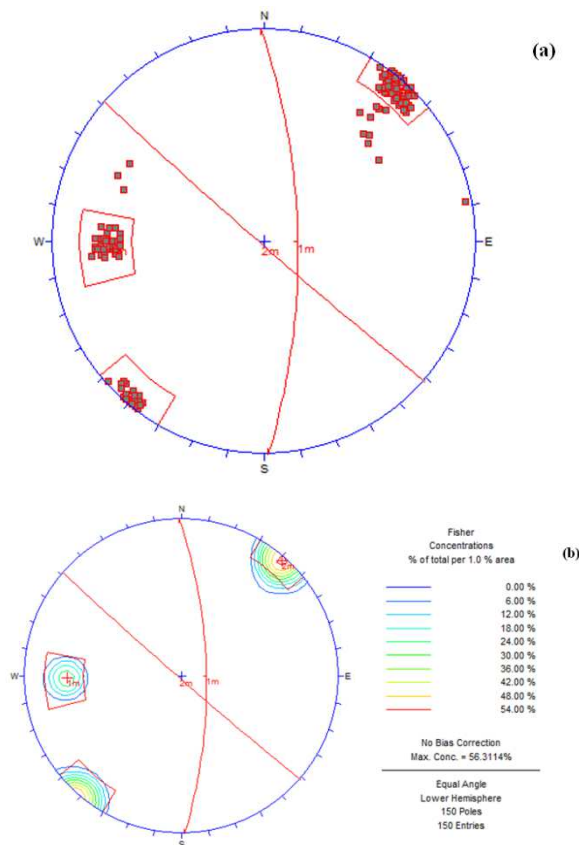 N
(a)
W
E
2m
1m
S
(b)
N
W
E
2m
1m
1m
2m
S
Fisher
Concentrations
% of total per 1.0 % area
0.00 %
6.00 %
12.00 %
18.00 %
24.00 %
30.00 %
36.00 %
42.00 %
48.00 %
54.00 %
No Bias Correction
Max. Conc. = 56.3114%
Equal Angle
Lower Hemisphere
150 Poles
150 Entries